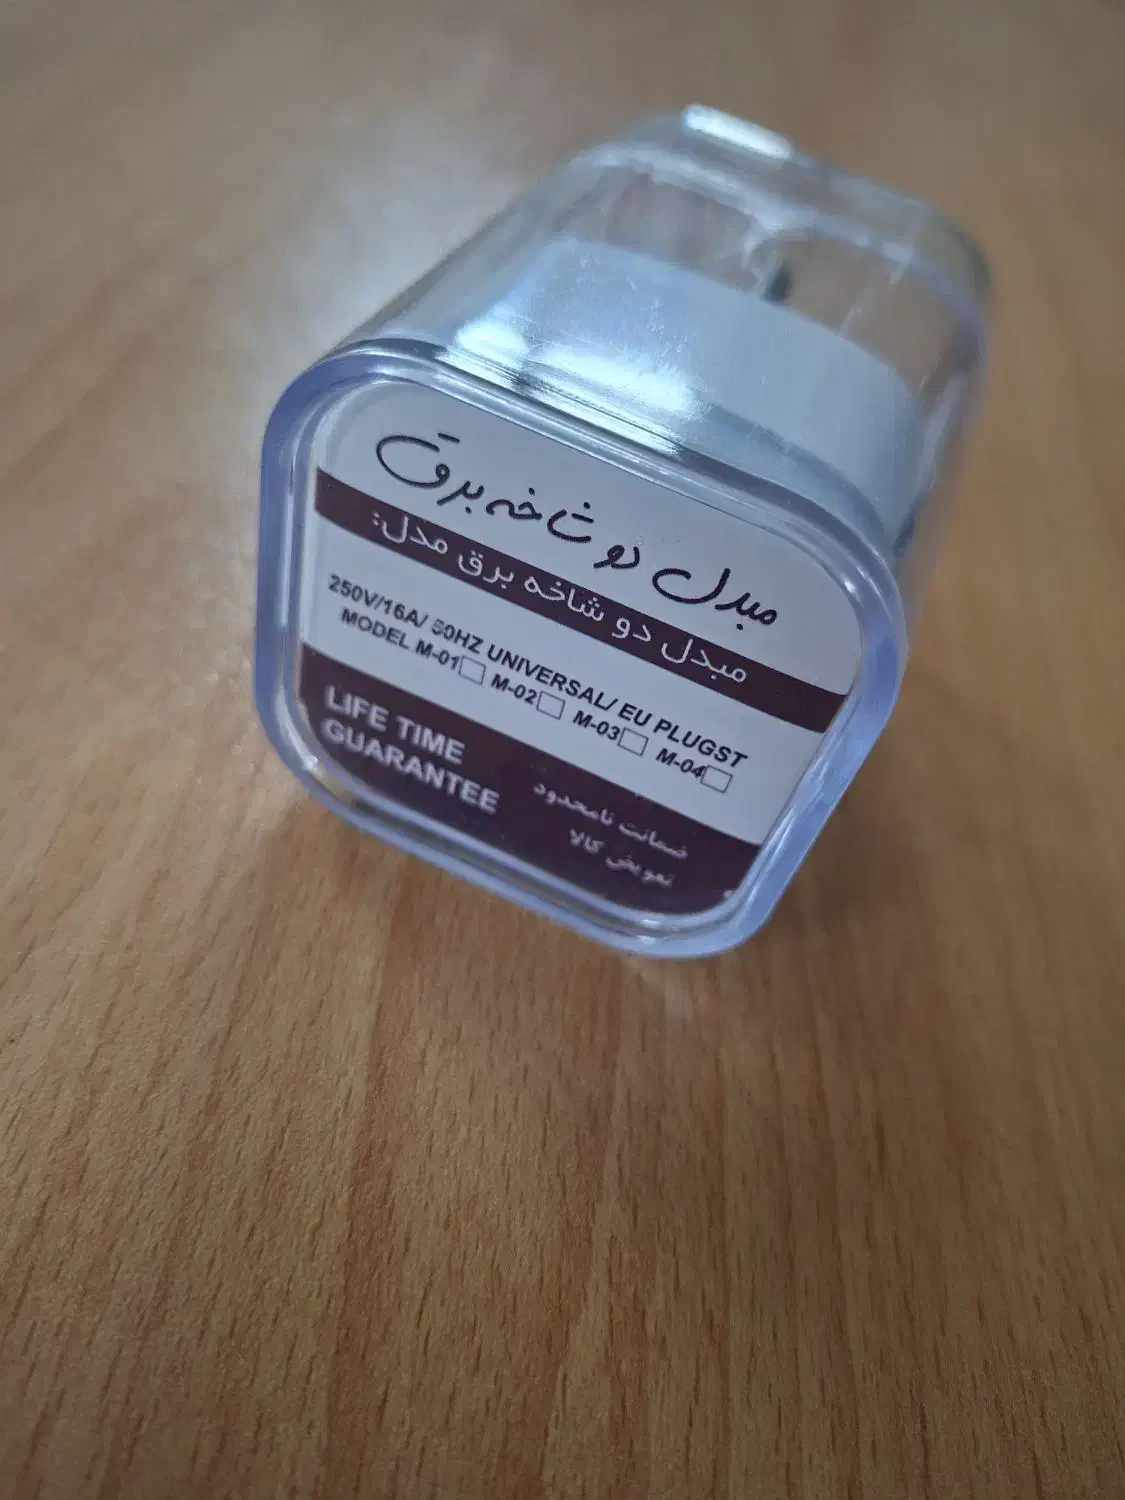 مبدل دو شاخه برق
مبدل دو شاخه برق مدل:
250V/16A/ 50HZ UNIVERSAL/ EU PLUGST
MODEL M-01☐ M-02☐ M-03☐ M-04☐
LIFE TIME
GUARANTEE
ضمانت نامحدود
تعویض کالا